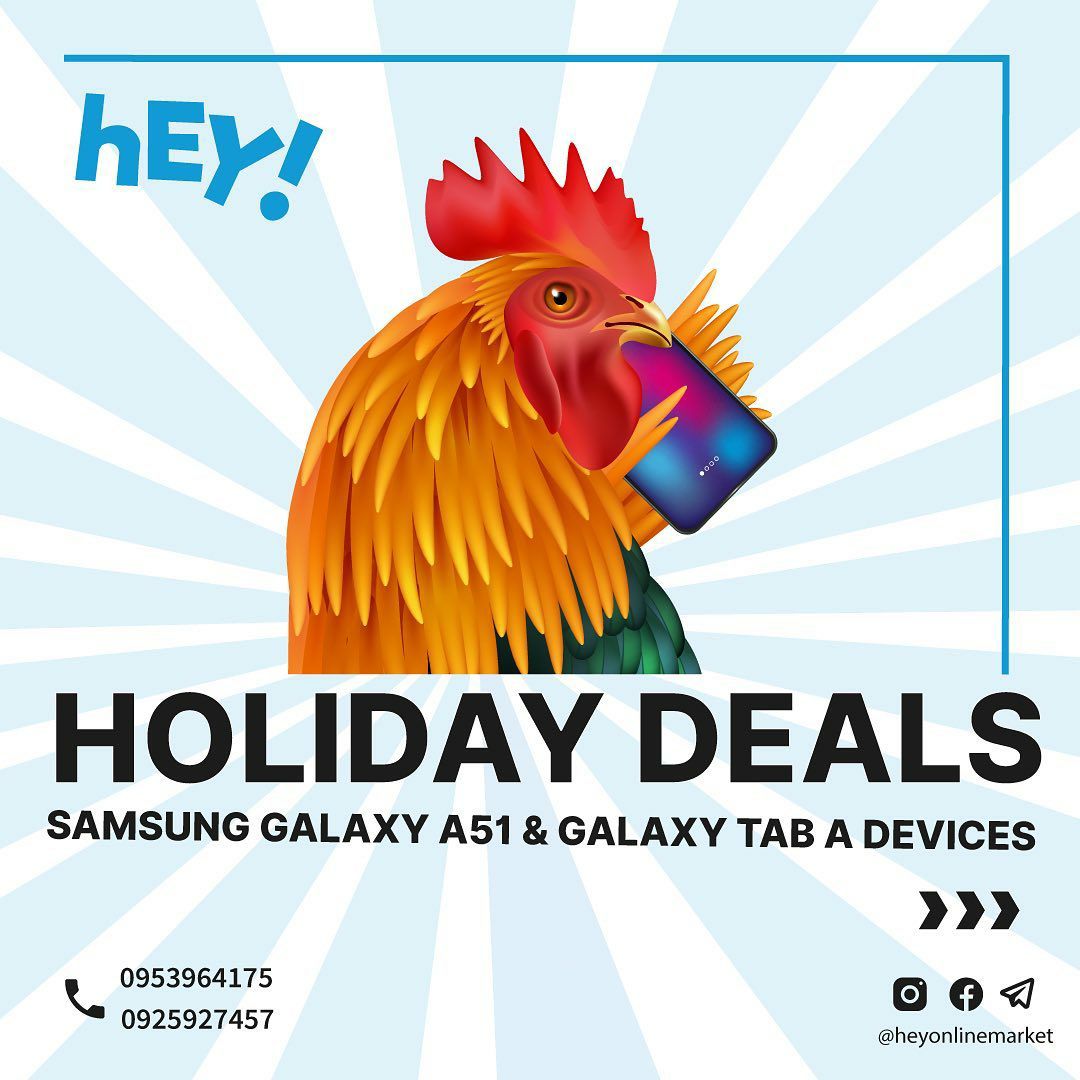 hEy!
HOLIDAY DEALS
SAMSUNG GALAXY A51 & GALAXY TAB A DEVICES
0953964175
0925927457
@heyonlinemarket